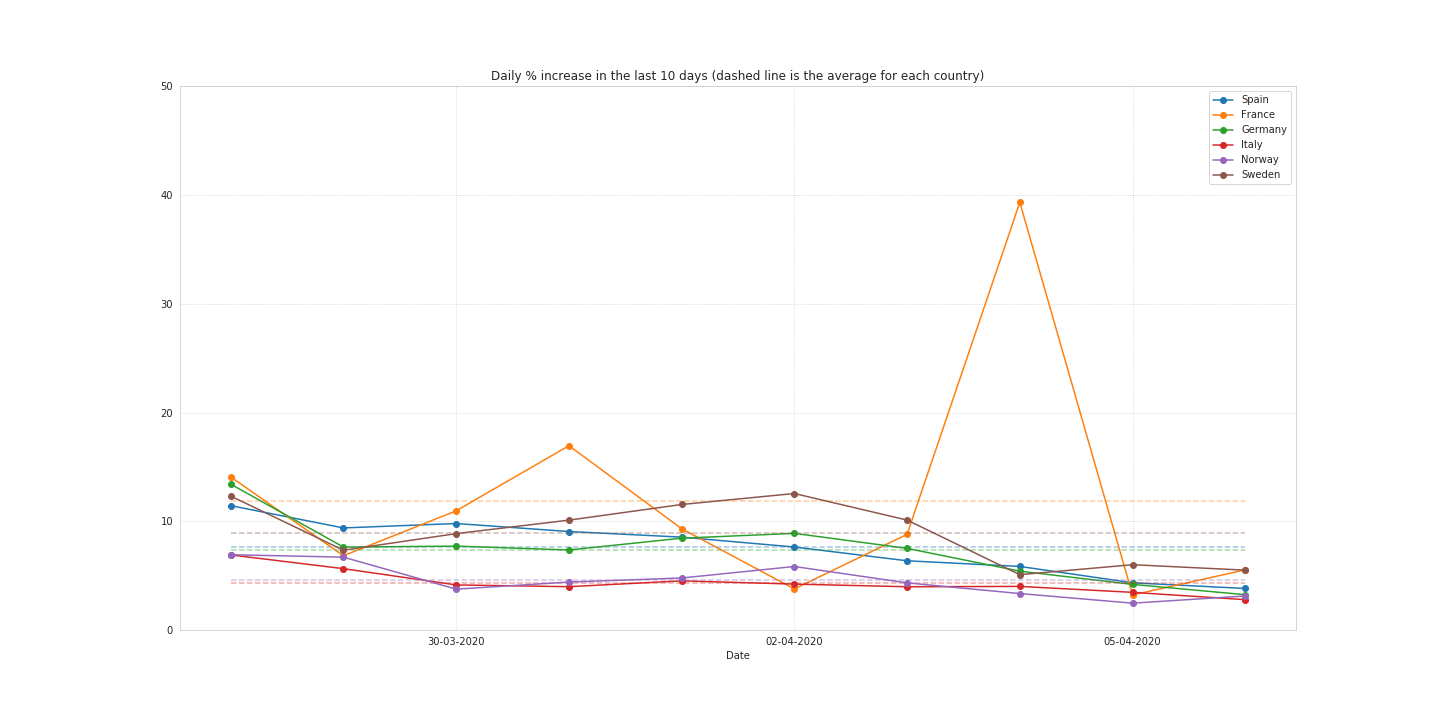 Daily % increase in the last 10 days (dashed line is the average for each country)
50
40
30
20
10
0
Spain
France
Germany
Italy
Norway
Sweden
30-03-2020
02-04-2020
05-04-2020
Date